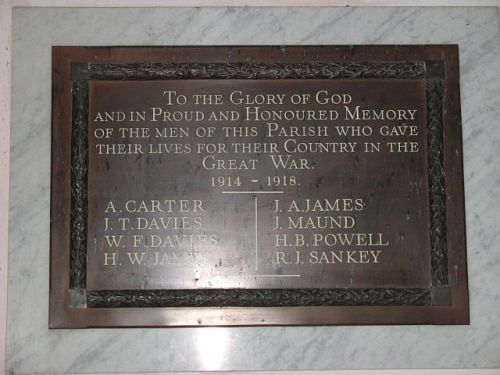 To the Glory of God
and in Proud and Honoured Memory
of the men of this Parish who gave
their lives for their Country in the
Great War.
1914 ~ 1918.
A. CARTER
J. T. DAVIES
W. F. DAVIES
H. W. JAMES
J. A. JAMES
J. MAUND
H. B. POWELL
R. J. SANKEY